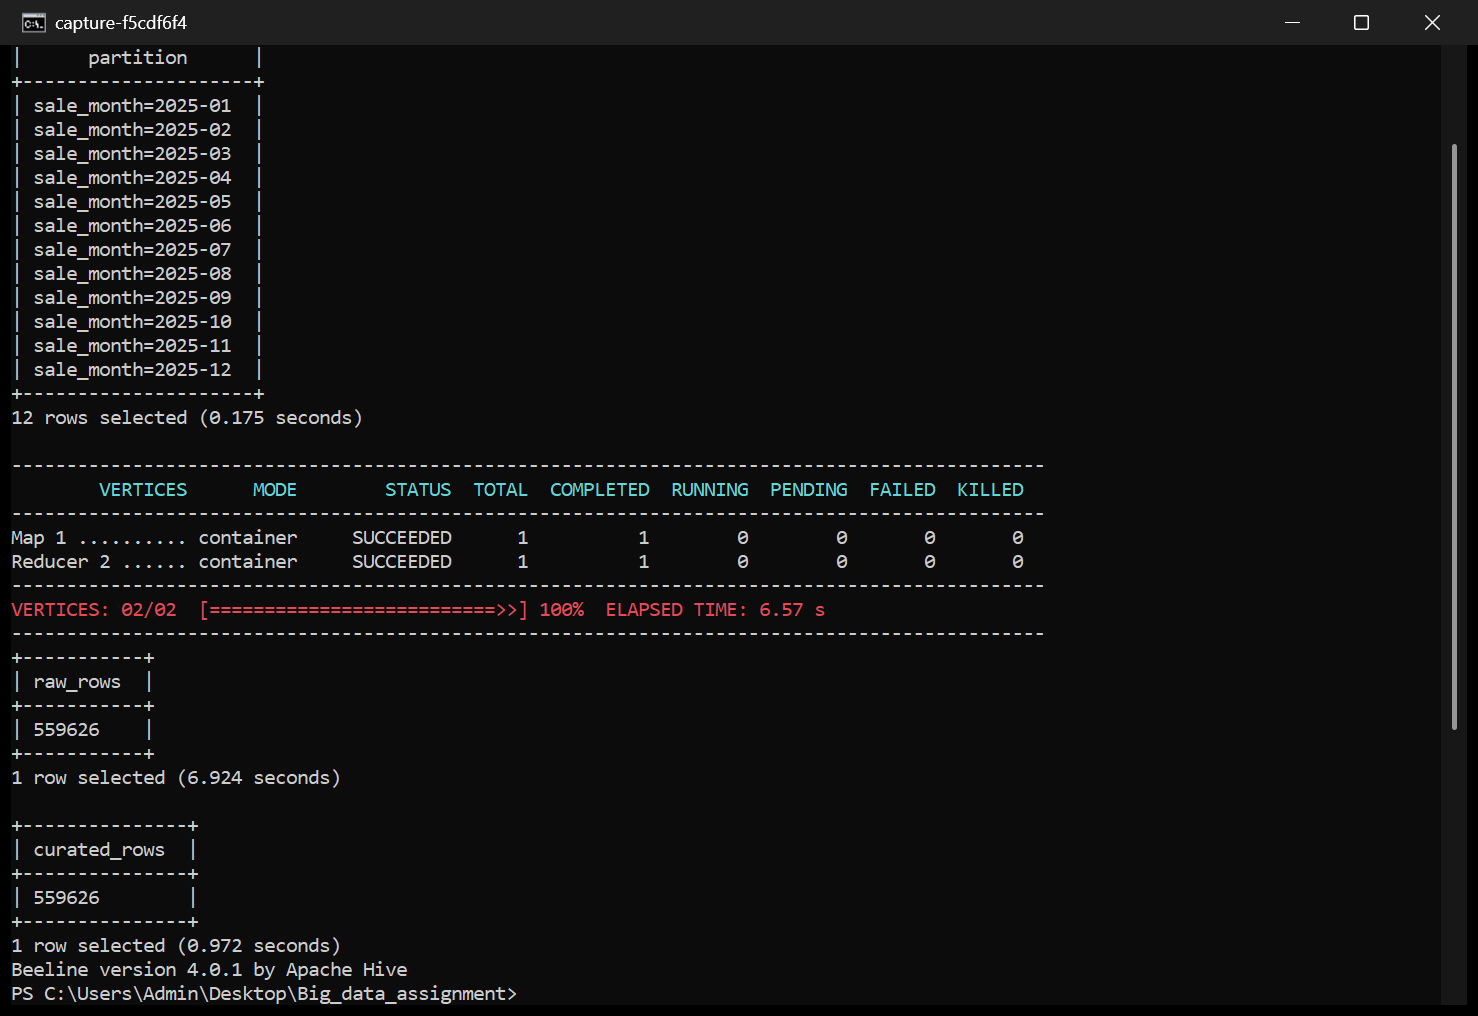 capture-f5cdf6f4
|      partition      |
+---------------------+
| sale_month=2025-01  |
| sale_month=2025-02  |
| sale_month=2025-03  |
| sale_month=2025-04  |
| sale_month=2025-05  |
| sale_month=2025-06  |
| sale_month=2025-07  |
| sale_month=2025-08  |
| sale_month=2025-09  |
| sale_month=2025-10  |
| sale_month=2025-11  |
| sale_month=2025-12  |
+---------------------+
12 rows selected (0.175 seconds)

----------------------------------------------------------------------------------------------
        VERTICES      MODE        STATUS  TOTAL  COMPLETED  RUNNING  PENDING  FAILED  KILLED
----------------------------------------------------------------------------------------------
Map 1 .......... container     SUCCEEDED      1          1        0        0       0       0
Reducer 2 ...... container     SUCCEEDED      1          1        0        0       0       0
----------------------------------------------------------------------------------------------
VERTICES: 02/02  [==========================>>] 100%  ELAPSED TIME: 6.57 s
----------------------------------------------------------------------------------------------
+-----------+
| raw_rows  |
+-----------+
| 559626    |
+-----------+
1 row selected (6.924 seconds)

+---------------+
| curated_rows  |
+---------------+
| 559626        |
+---------------+
1 row selected (0.972 seconds)
Beeline version 4.0.1 by Apache Hive
PS C:\Users\Admin\Desktop\Big_data_assignment>